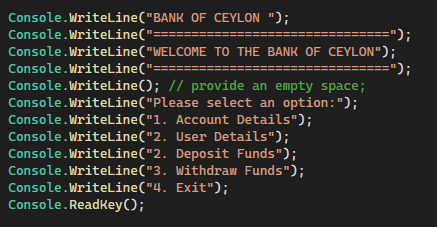 Console.WriteLine("BANK OF CEYLON ");
Console.WriteLine("===============================");
Console.WriteLine("WELCOME TO THE BANK OF CEYLON");
Console.WriteLine("===============================");
Console.WriteLine(); // provide an empty space;
Console.WriteLine("Please select an option:");
Console.WriteLine("1. Account Details");
Console.WriteLine("2. User Details");
Console.WriteLine("2. Deposit Funds");
Console.WriteLine("3. Withdraw Funds");
Console.WriteLine("4. Exit");
Console.ReadKey();